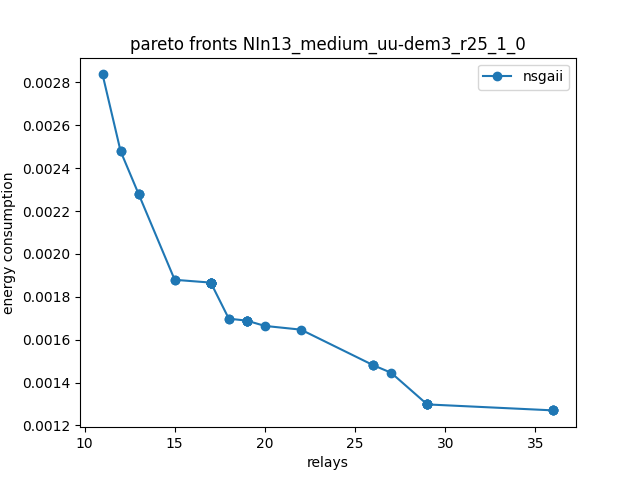 pareto fronts NIn13_medium_uu-dem3_r25_1_0
nsgaii
energy consumption
0.0028
0.0026
0.0024
0.0022
0.0020
0.0018
0.0016
0.0014
0.0012
10 15 20 25 30 35
relays